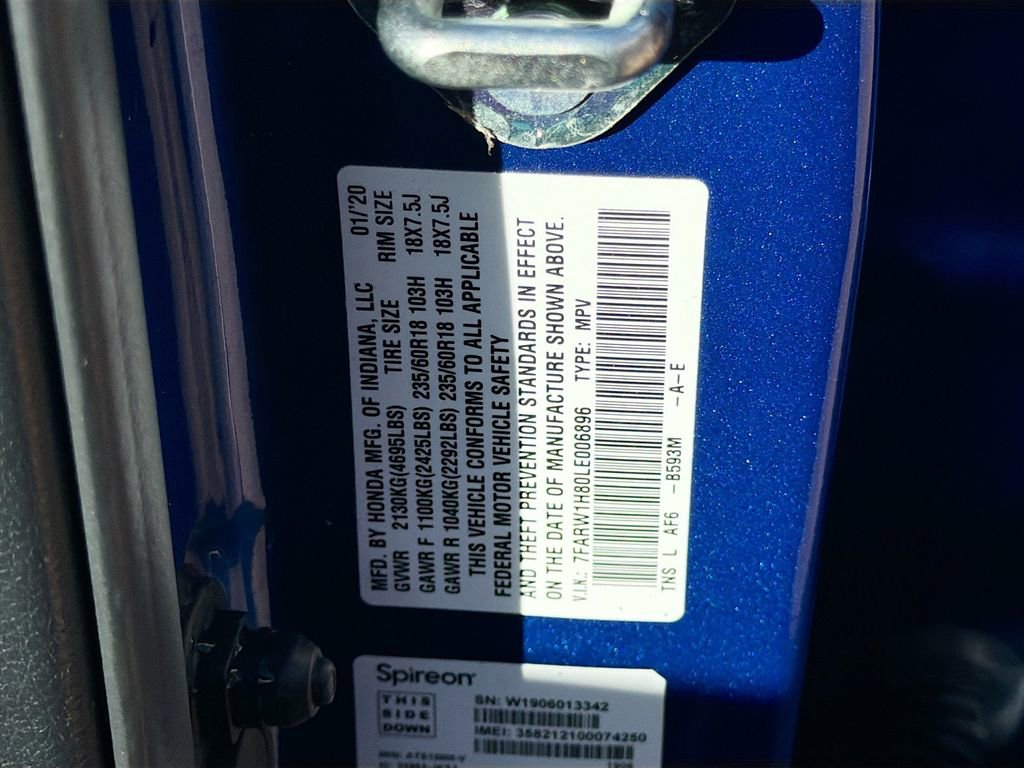 MFD. BY HONDA MFG. OF INDIANA, LLC 01/'20
GVWR 2130KG(4695LBS) TIRE SIZE RIM SIZE
GAWR F 1100KG(2425LBS) 235/60R18 103H 18X7.5J
GAWR R 1040KG(2292LBS) 235/60R18 103H 18X7.5J
THIS VEHICLE CONFORMS TO ALL APPLICABLE
FEDERAL MOTOR VEHICLE SAFETY
AND THEFT PREVENTION STANDARDS IN EFFECT
ON THE DATE OF MANUFACTURE SHOWN ABOVE.
V.I.N.: 7FARW1H80LE006896 TYPE: MPV
TNS L AF6 -B593M -A-E
Spireon
THIS
SIDE
DOWN
SN: W1906013342
IMEI: 358212100074250